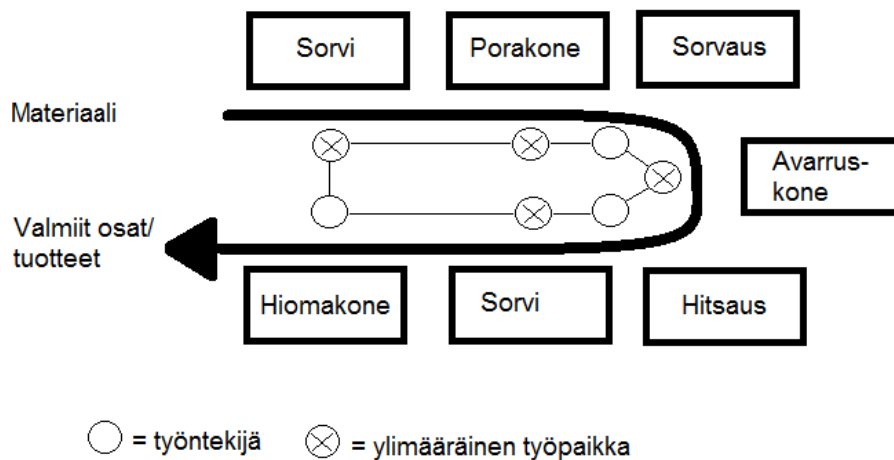 Sorvi
Porakone
Sorvaus
Materiaali
Avarrus-
kone
Valmiit osat/
tuotteet
Hiomakone
Sorvi
Hitsaus
= työntekijä
= ylimääräinen työpaikka